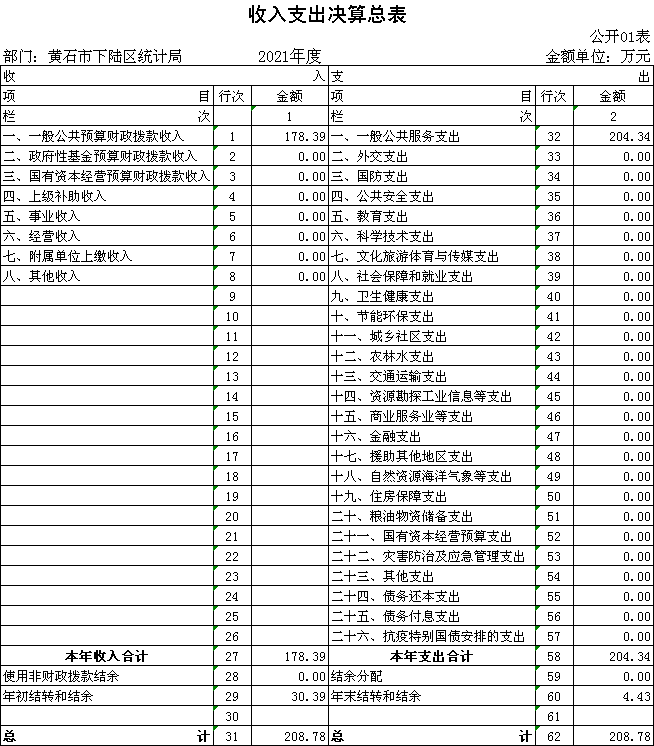 收入支出决算总表
公开01表
部门：黄石市下陆区统计局 2021年度 金额单位：万元
收 入 支 出
项 目 行次 金额 项 目 行次 金额
栏 次 1 栏 次 2
一、一般公共预算财政拨款收入 1 178.39 一、一般公共服务支出 32 204.34
二、政府性基金预算财政拨款收入 2 0.00 二、外交支出 33 0.00
三、国有资本经营预算财政拨款收入 3 0.00 三、国防支出 34 0.00
四、上级补助收入 4 0.00 四、公共安全支出 35 0.00
五、事业收入 5 0.00 五、教育支出 36 0.00
六、经营收入 6 0.00 六、科学技术支出 37 0.00
七、附属单位上缴收入 7 0.00 七、文化旅游体育与传媒支出 38 0.00
八、其他收入 8 0.00 八、社会保障和就业支出 39 0.00
9 九、卫生健康支出 40 0.00
10 十、节能环保支出 41 0.00
11 十一、城乡社区支出 42 0.00
12 十二、农林水支出 43 0.00
13 十三、交通运输支出 44 0.00
14 十四、资源勘探工业信息等支出 45 0.00
15 十五、商业服务业等支出 46 0.00
16 十六、金融支出 47 0.00
17 十七、援助其他地区支出 48 0.00
18 十八、自然资源海洋气象等支出 49 0.00
19 十九、住房保障支出 50 0.00
20 二十、粮油物资储备支出 51 0.00
21 二十一、国有资本经营预算支出 52 0.00
22 二十二、灾害防治及应急管理支出 53 0.00
23 二十三、其他支出 54 0.00
24 二十四、债务还本支出 55 0.00
25 二十五、债务付息支出 56 0.00
26 二十六、抗疫特别国债安排的支出 57 0.00
本年收入合计 27 178.39 本年支出合计 58 204.34
使用非财政拨款结余 28 0.00 结余分配 59 0.00
年初结转和结余 29 30.39 年末结转和结余 60 4.43
30 61
总 计 31 208.78 总 计 62 208.78